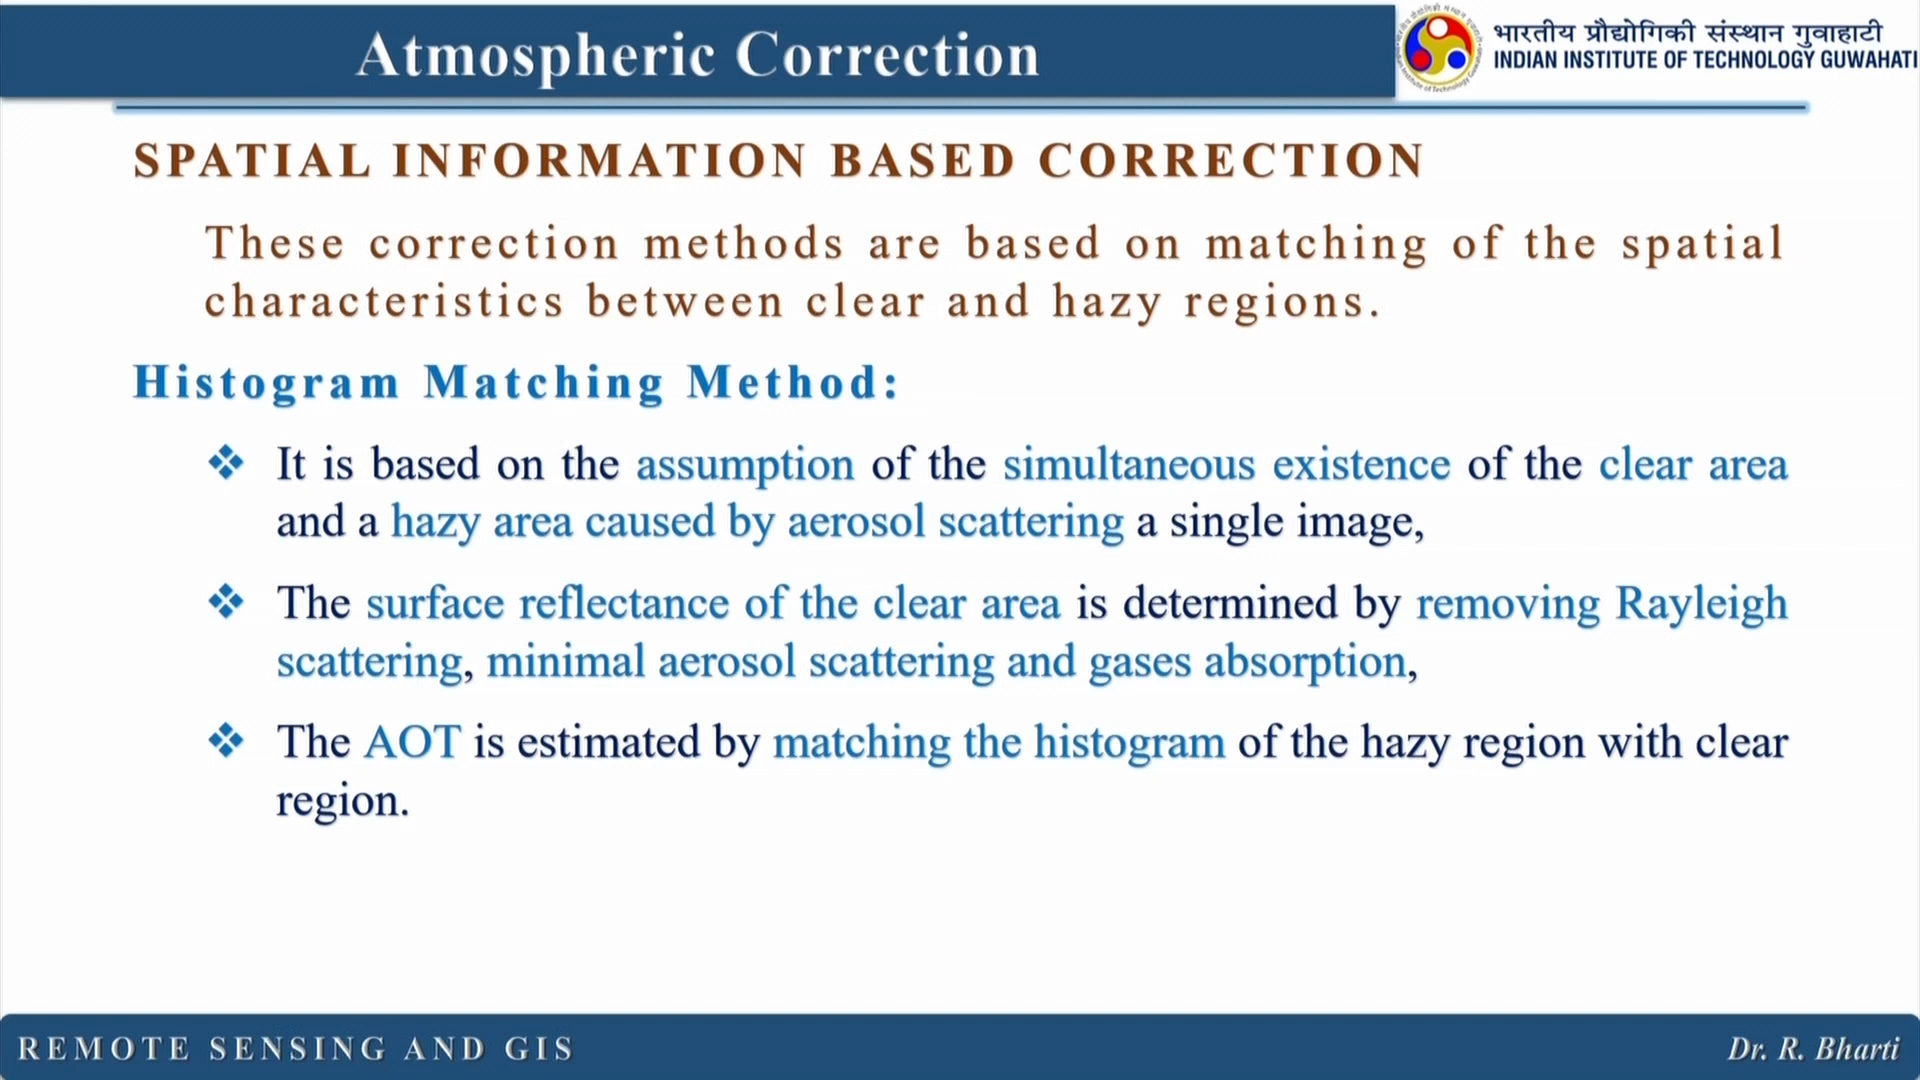 Atmospheric Correction
भारतीय प्रौद्योगिकी संस्थान गुवाहाटी
INDIAN INSTITUTE OF TECHNOLOGY GUWAHATI
SPATIAL INFORMATION BASED CORRECTION
These correction methods are based on matching of the spatial
characteristics between clear and hazy regions.
Histogram Matching Method:
❖ It is based on the assumption of the simultaneous existence of the clear area
and a hazy area caused by aerosol scattering a single image,
❖ The surface reflectance of the clear area is determined by removing Rayleigh
scattering, minimal aerosol scattering and gases absorption,
❖ The AOT is estimated by matching the histogram of the hazy region with clear
region.
REMOTE SENSING AND GIS
Dr. R. Bharti